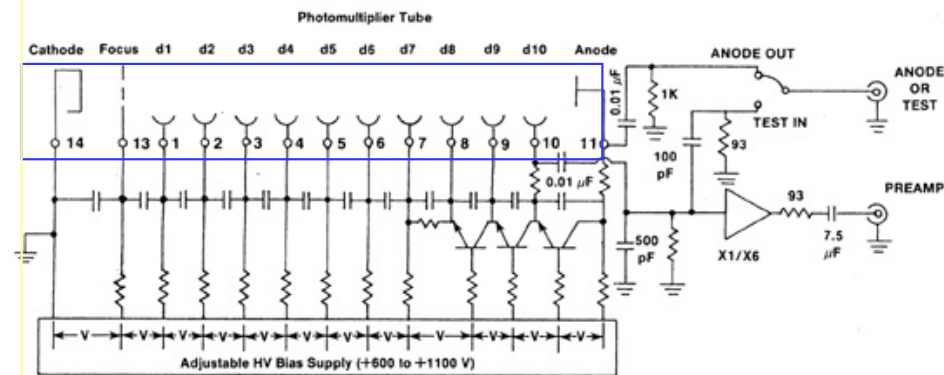 Photomultiplier Tube
Cathode Focus d1 d2 d3 d4 d5 d6 d7 d8 d9 d10 Anode
ANODE OUT
ANODE
OR
TEST
0.01 μF
1K
TEST IN
14 13 1 2 3 4 5 6 7 8 9 10 11
100
pF
93
0.01 μF
PREAMP
93
500
pF
X1/X6
7.5
μF
V V V V V V V V V V V V
Adjustable HV Bias Supply (+600 to +1100 V)